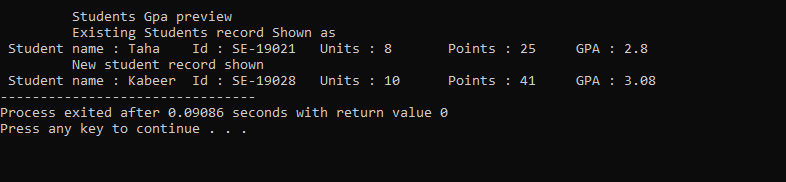 Students Gpa preview
Existing Students record Shown as
Student name : Taha    Id : SE-19021   Units : 8       Points : 25     GPA : 2.8
New student record shown
Student name : Kabeer  Id : SE-19028   Units : 10      Points : 41     GPA : 3.08
--------------------------------
Process exited after 0.09086 seconds with return value 0
Press any key to continue . . .